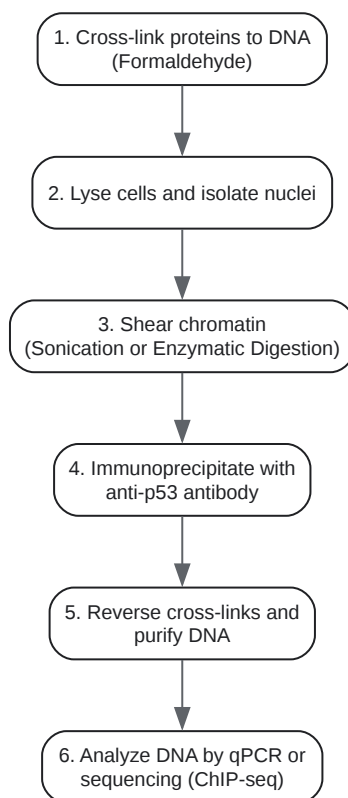 1. Cross-link proteins to DNA
(Formaldehyde)
2. Lyse cells and isolate nuclei
3. Shear chromatin
(Sonication or Enzymatic Digestion)
4. Immunoprecipitate with
anti-p53 antibody
5. Reverse cross-links and
purify DNA
6. Analyze DNA by qPCR or
sequencing (ChIP-seq)